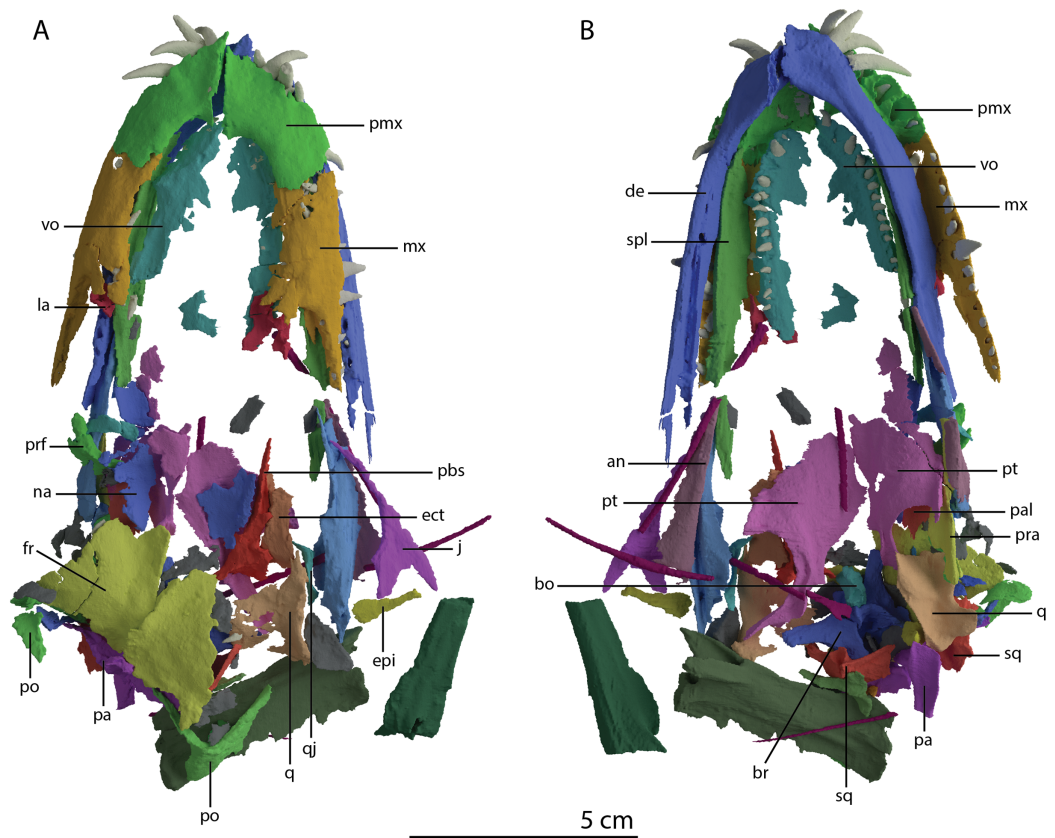 A
B
pmx
vo
mx
la
prf
na
fr
po
pa
po
q
qj
epi
j
ect
pbs
pmx
vo
mx
de
spl
an
pt
bo
pt
pal
pra
q
sq
pa
sq
br
5 cm